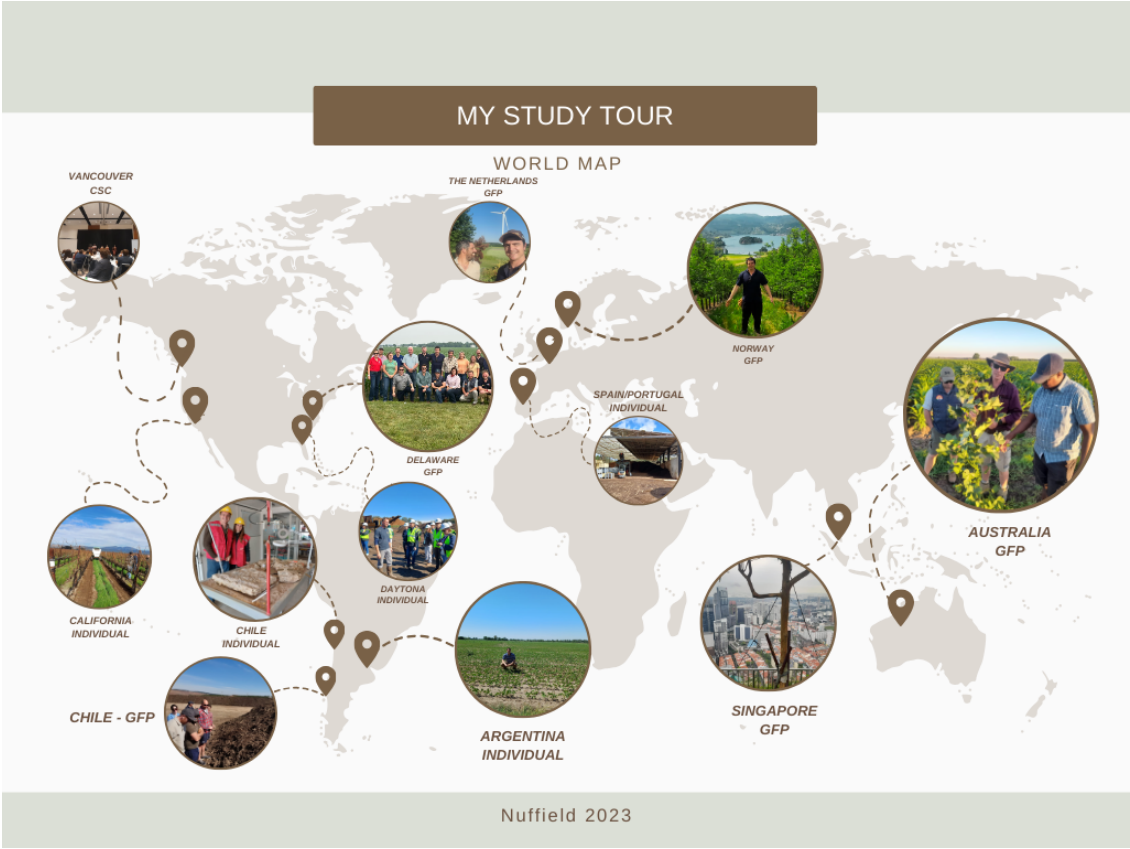 MY STUDY TOUR
WORLD MAP
VANCOUVER
CSC
THE NETHERLANDS
GFP
NORWAY
GFP
SPAIN/PORTUGAL
INDIVIDUAL
DELAWARE
GFP
AUSTRALIA
GFP
DAYTONA
INDIVIDUAL
CALIFORNIA
INDIVIDUAL
CHILE
INDIVIDUAL
CHILE - GFP
ARGENTINA
INDIVIDUAL
SINGAPORE
GFP
Nuffield 2023